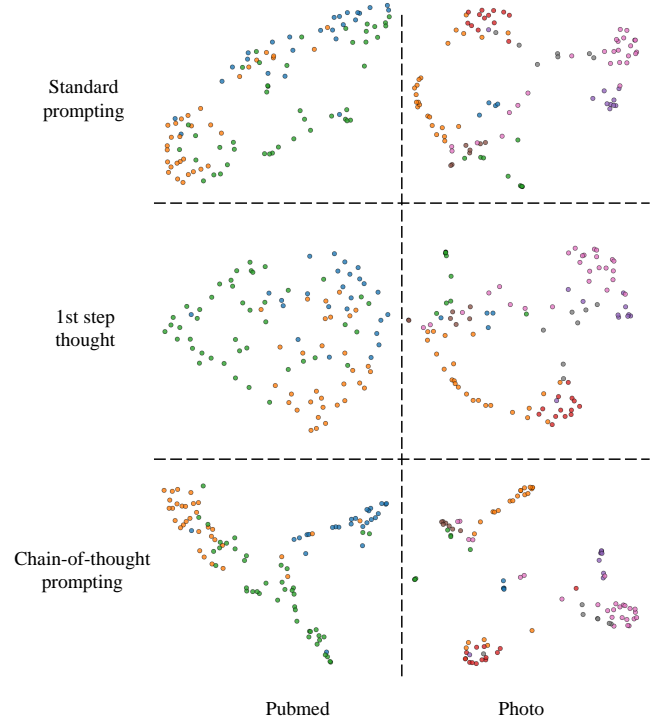 Standard
prompting
1st step
thought
Chain-of-thought
prompting
Pubmed
Photo